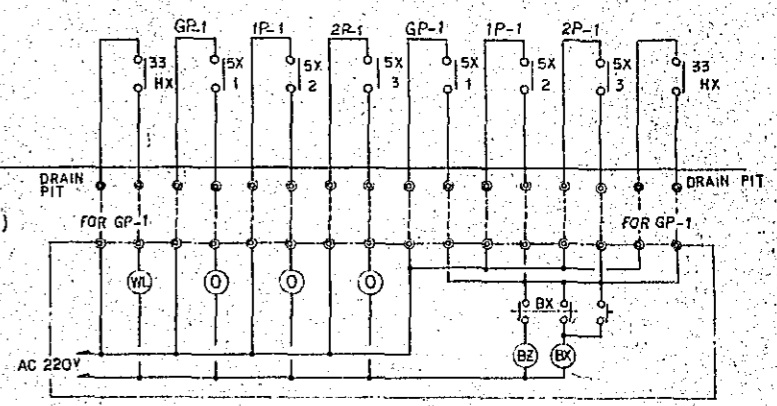 GP-1 1P-1 2P-1 GP-1 1P-1 2P-1
33 HX
5X 1
5X 2
5X 3
5X 1
5X 2
5X 3
33 HX
DRAIN PIT
DRAIN PIT
)
FOR GP-1
FOR GP-1
WL
O
O
O
BX
AC 220V
BZ
BX